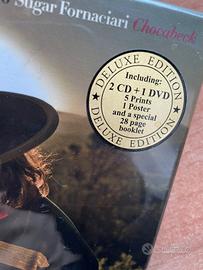 o Sugar Fornaciari Chocabeck
DELUXE EDITION
Including:
2 CD + 1 DVD
5 Prints
1 Poster
and a special
28 page
booklet
DELUXE EDITION